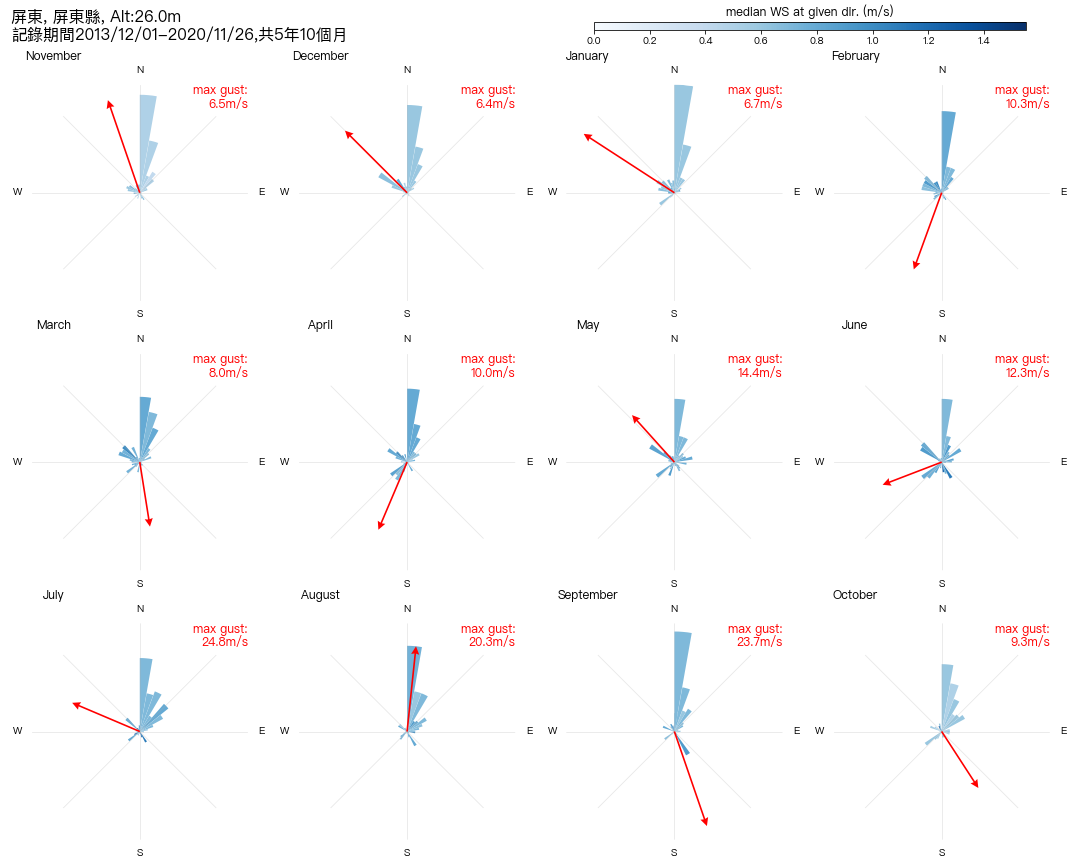 屏東, 屏東縣, Alt:26.0m
記錄期間2013/12/01–2020/11/26,共5年10個月
median WS at given dir. (m/s)
0.0 0.2 0.4 0.6 0.8 1.0 1.2 1.4
November
N
max gust:
6.5m/s
W E
S
December
N
max gust:
6.4m/s
W E
S
January
N
max gust:
6.7m/s
W E
S
February
N
max gust:
10.3m/s
W E
S
March
N
max gust:
8.0m/s
W E
S
April
N
max gust:
10.0m/s
W E
S
May
N
max gust:
14.4m/s
W E
S
June
N
max gust:
12.3m/s
W E
S
July
N
max gust:
24.8m/s
W E
S
August
N
max gust:
20.3m/s
W E
S
September
N
max gust:
23.7m/s
W E
S
October
N
max gust:
9.3m/s
W E
S